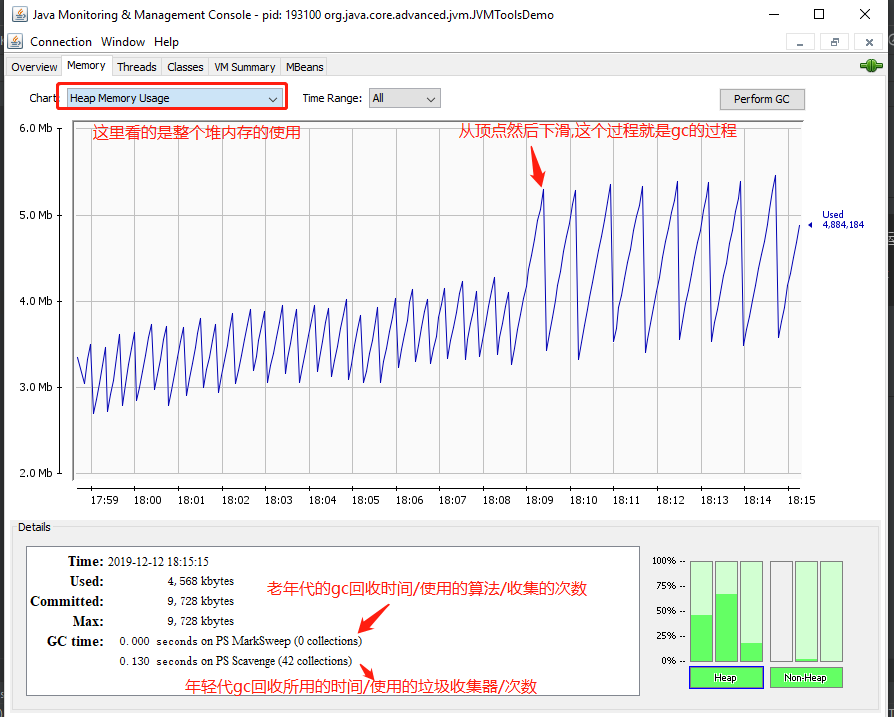 Java Monitoring & Management Console - pid: 193100 org.java.core.advanced.jvm.JVMToolsDemo
Connection Window Help
Overview Memory Threads Classes VM Summary MBeans
Chart: Heap Memory Usage Time Range: All Perform GC
这里看的是整个堆内存的使用
从顶点然后下滑,这个过程就是gc的过程
6.0 Mb
5.0 Mb
4.0 Mb
3.0 Mb
2.0 Mb
Used
4,884,184
17:59 18:00 18:01 18:02 18:03 18:04 18:05 18:06 18:07 18:08 18:09 18:10 18:11 18:12 18:13 18:14 18:15
Details
Time: 2019-12-12 18:15:15
Used: 4,568 kbytes
Committed: 9,728 kbytes
Max: 9,728 kbytes
GC time: 0.000 seconds on PS MarkSweep (0 collections)
0.130 seconds on PS Scavenge (42 collections)
老年代的gc回收时间/使用的算法/收集的次数
年轻代gc回收所用的时间/使用的垃圾收集器/次数
100% --
75% --
50% --
25% --
0% --
Heap
Non-Heap